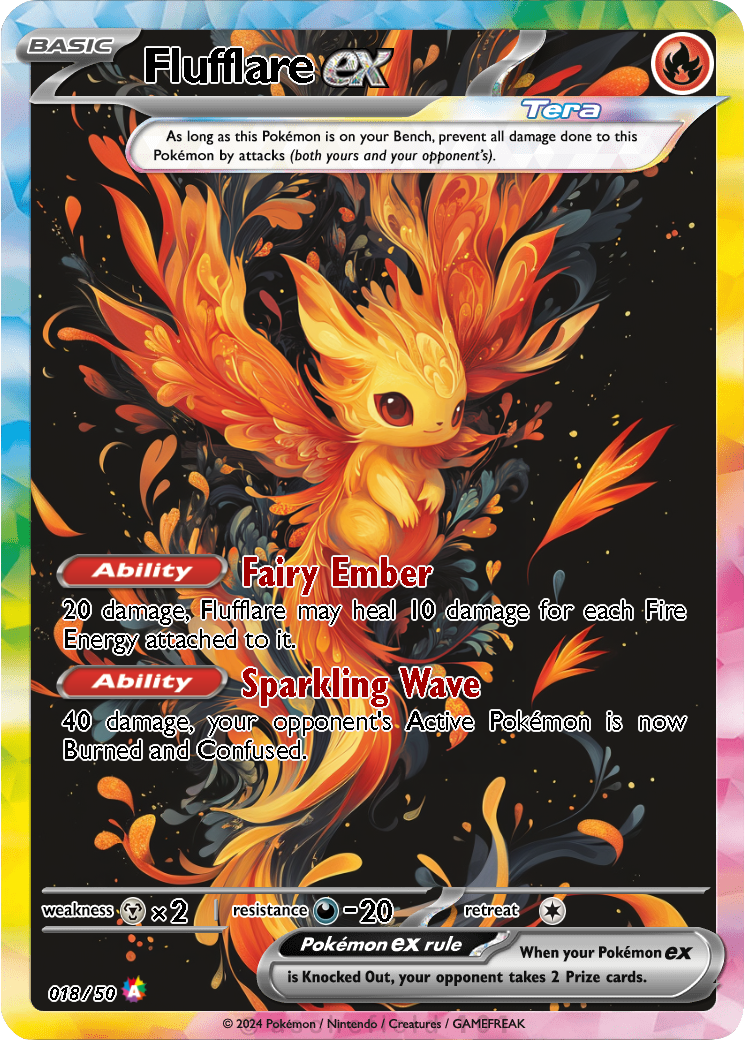 BASIC
Flufflare ex
Tera
As long as this Pokémon is on your Bench, prevent all damage done to this
Pokémon by attacks (both yours and your opponent's).
Ability Fairy Ember
20 damage, Flufflare may heal 10 damage for each Fire
Energy attached to it.
Ability Sparkling Wave
40 damage, your opponent's Active Pokémon is now
Burned and Confused.
weakness ×2 resistance -20 retreat
Pokémon ex rule
When your Pokémon ex
is Knocked Out, your opponent takes 2 Prize cards.
018/50 A
© 2024 Pokémon / Nintendo / Creatures / GAMEFREAK